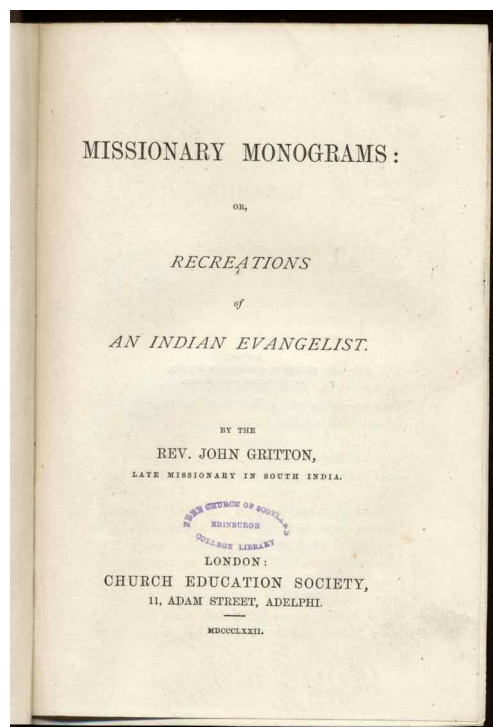 MISSIONARY MONOGRAMS:
OR,
RECREATIONS
of
AN INDIAN EVANGELIST.
BY THE
REV. JOHN GRITTON,
LATE MISSIONARY IN SOUTH INDIA.
FREE CHURCH OF SCOTLAND
EDINBURGH
COLLEGE LIBRARY
LONDON:
CHURCH EDUCATION SOCIETY,
11, ADAM STREET, ADELPHI.
MDCCCLXXII.